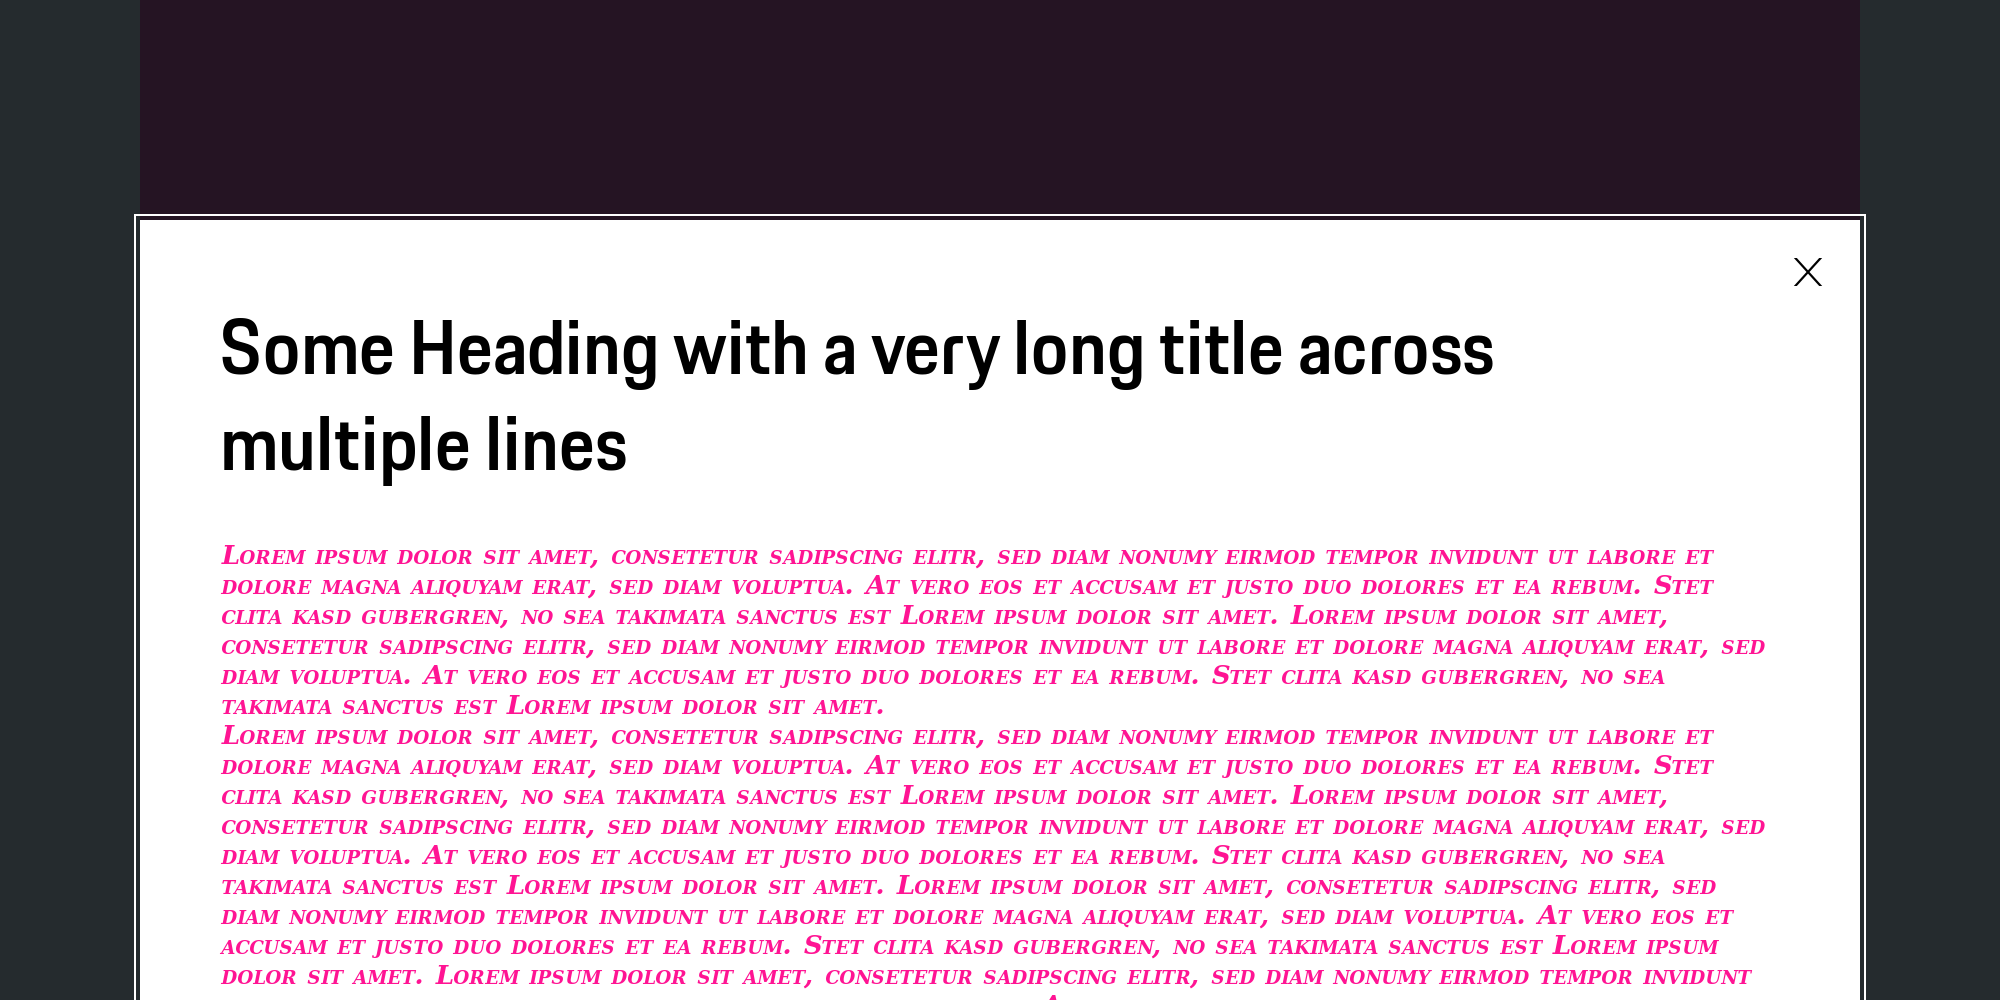 Some Heading with a very long title across
multiple lines
Lorem ipsum dolor sit amet, consetetur sadipscing elitr, sed diam nonumy eirmod tempor invidunt ut labore et
dolore magna aliquyam erat, sed diam voluptua. At vero eos et accusam et justo duo dolores et ea rebum. Stet
clita kasd gubergren, no sea takimata sanctus est Lorem ipsum dolor sit amet. Lorem ipsum dolor sit amet,
consetetur sadipscing elitr, sed diam nonumy eirmod tempor invidunt ut labore et dolore magna aliquyam erat, sed
diam voluptua. At vero eos et accusam et justo duo dolores et ea rebum. Stet clita kasd gubergren, no sea
takimata sanctus est Lorem ipsum dolor sit amet.
Lorem ipsum dolor sit amet, consetetur sadipscing elitr, sed diam nonumy eirmod tempor invidunt ut labore et
dolore magna aliquyam erat, sed diam voluptua. At vero eos et accusam et justo duo dolores et ea rebum. Stet
clita kasd gubergren, no sea takimata sanctus est Lorem ipsum dolor sit amet. Lorem ipsum dolor sit amet,
consetetur sadipscing elitr, sed diam nonumy eirmod tempor invidunt ut labore et dolore magna aliquyam erat, sed
diam voluptua. At vero eos et accusam et justo duo dolores et ea rebum. Stet clita kasd gubergren, no sea
takimata sanctus est Lorem ipsum dolor sit amet. Lorem ipsum dolor sit amet, consetetur sadipscing elitr, sed
diam nonumy eirmod tempor invidunt ut labore et dolore magna aliquyam erat, sed diam voluptua. At vero eos et
accusam et justo duo dolores et ea rebum. Stet clita kasd gubergren, no sea takimata sanctus est Lorem ipsum
dolor sit amet. Lorem ipsum dolor sit amet, consetetur sadipscing elitr, sed diam nonumy eirmod tempor invidunt